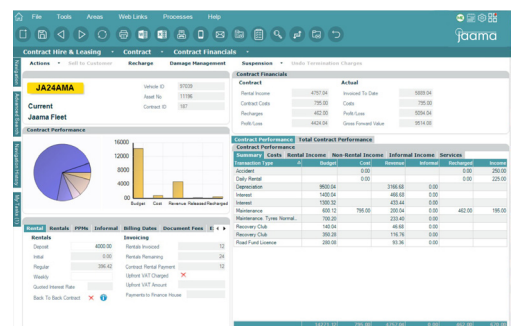 File Tools Areas Web Links Processes Help
jaama
Contract Hire & Leasing Contract Contract Financials
Actions Sell to Customer Recharge Damage Management Suspension Undo Termination Charges
Navigation
Advanced Search
Navigation History
My Tasks (7)
JA24AMA
Current
Jaama Fleet
Vehicle ID 87039
Asset No
Contract ID 187
Contract Financials
Contract Actual
Rental Income 4757.04 Invoiced To Date
Contract Costs 795.00 Costs 795.00
Recharges 462.00 Profit/Loss
Profit/Loss 4424.04 Gross Forward Value
Contract Performance
16000
12000
8000
4000
00
Budget Cost Revenue Released Recharged
Contract Performance Total Contract Performance
Contract Performance
Summary Costs Rental Income Non-Rental Income Informal Income Services
Transaction Type Budget Cost Revenue Informal Recharged Income
Accident 0.00 0.00 250.00
Daily Rental 0.00 0.00 225.00
Depreciation 9500.04 3166.68 0.00
Interest 1400.04 466.68 0.00
Interest 1300.32 433.44 0.00
Maintenance 600.12 795.00 200.04 0.00 462.00 195.00
Maintenance. Tyres Normal... 700.20 233.40 0.00
Recovery Club 140.04 46.68 0.00
Recovery Club 350.28 116.76 0.00
Road Fund Licence 280.08 93.36 0.00
Rental Rentals PPMs Informal Billing Dates Document Fees
Rentals Invoicing
Deposit 4000.00 Rentals Invoiced 12
Initial 0.00 Rentals Remaining 24
Regular 396.42 Contract Rental Payment 12
Weekly Upfront VAT Charged
Quoted Interest Rate Upfront VAT Amount
Back To Back Contract Payments to Finance House